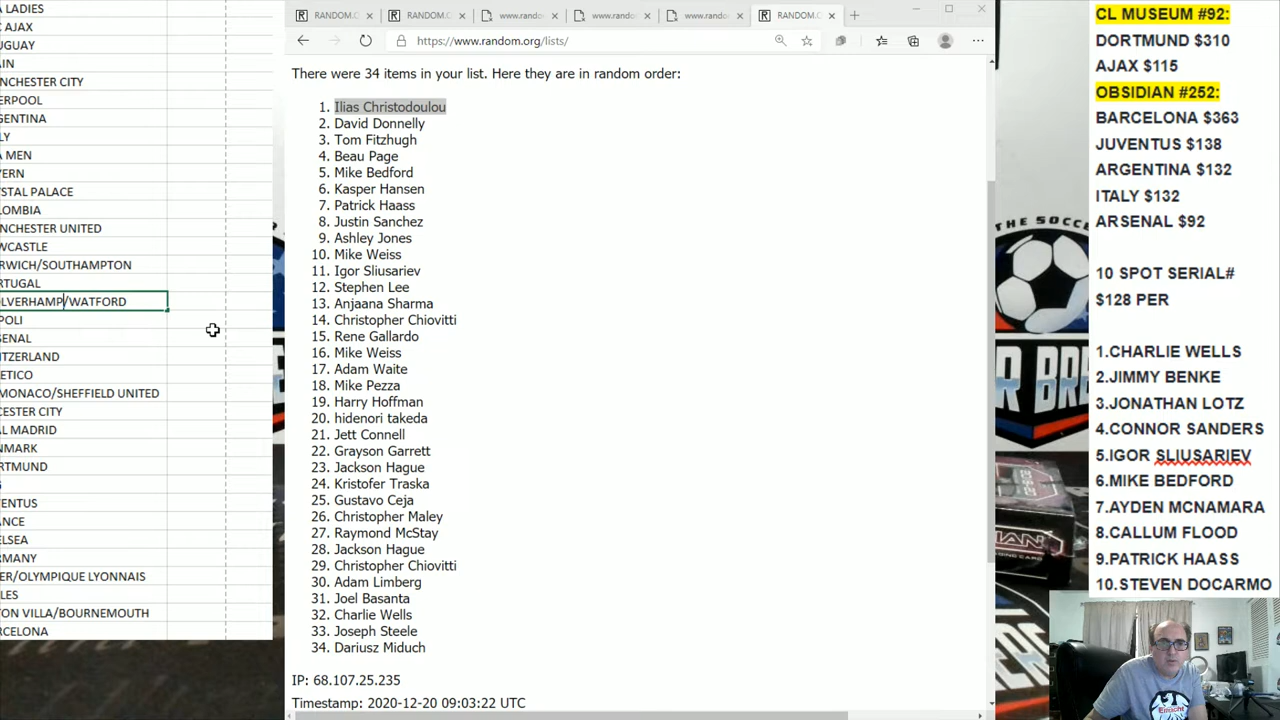 LADIES
AJAX
GUAY
IN
NCHESTER CITY
ERPOOL
GENTINA
LY
MEN
ERN
STAL PALACE
LOMBIA
NCHESTER UNITED
WCASTLE
RWICH/SOUTHAMPTON
RTUGAL
LVERHAMP/WATFORD
POLI
ENAL
ITZERLAND
ETICO
MONACO/SHEFFIELD UNITED
CESTER CITY
AL MADRID
NMARK
RTMUND
ENTUS
ANCE
ELSEA
RMANY
ER/OLYMPIQUE LYONNAIS
LES
ON VILLA/BOURNEMOUTH
RCELONA
RANDOM.C
RANDOM.C
www.rando
www.rando
www.rando
RANDOM.C
https://www.random.org/lists/
There were 34 items in your list. Here they are in random order:
1. Ilias Christodoulou
2. David Donnelly
3. Tom Fitzhugh
4. Beau Page
5. Mike Bedford
6. Kasper Hansen
7. Patrick Haass
8. Justin Sanchez
9. Ashley Jones
10. Mike Weiss
11. Igor Sliusariev
12. Stephen Lee
13. Anjaana Sharma
14. Christopher Chiovitti
15. Rene Gallardo
16. Mike Weiss
17. Adam Waite
18. Mike Pezza
19. Harry Hoffman
20. hidenori takeda
21. Jett Connell
22. Grayson Garrett
23. Jackson Hague
24. Kristofer Traska
25. Gustavo Ceja
26. Christopher Maley
27. Raymond McStay
28. Jackson Hague
29. Christopher Chiovitti
30. Adam Limberg
31. Joel Basanta
32. Charlie Wells
33. Joseph Steele
34. Dariusz Miduch
IP: 68.107.25.235
Timestamp: 2020-12-20 09:03:22 UTC
CL MUSEUM #92:
DORTMUND $310
AJAX $115
OBSIDIAN #252:
BARCELONA $363
JUVENTUS $138
ARGENTINA $132
ITALY $132
ARSENAL $92
10 SPOT SERIAL#
$128 PER
1.CHARLIE WELLS
2.JIMMY BENKE
3.JONATHAN LOTZ
4.CONNOR SANDERS
5.IGOR SLIUSARIEV
6.MIKE BEDFORD
7.AYDEN MCNAMARA
8.CALLUM FLOOD
9.PATRICK HAASS
10.STEVEN DOCARMO
THE SOCCE
R BRE